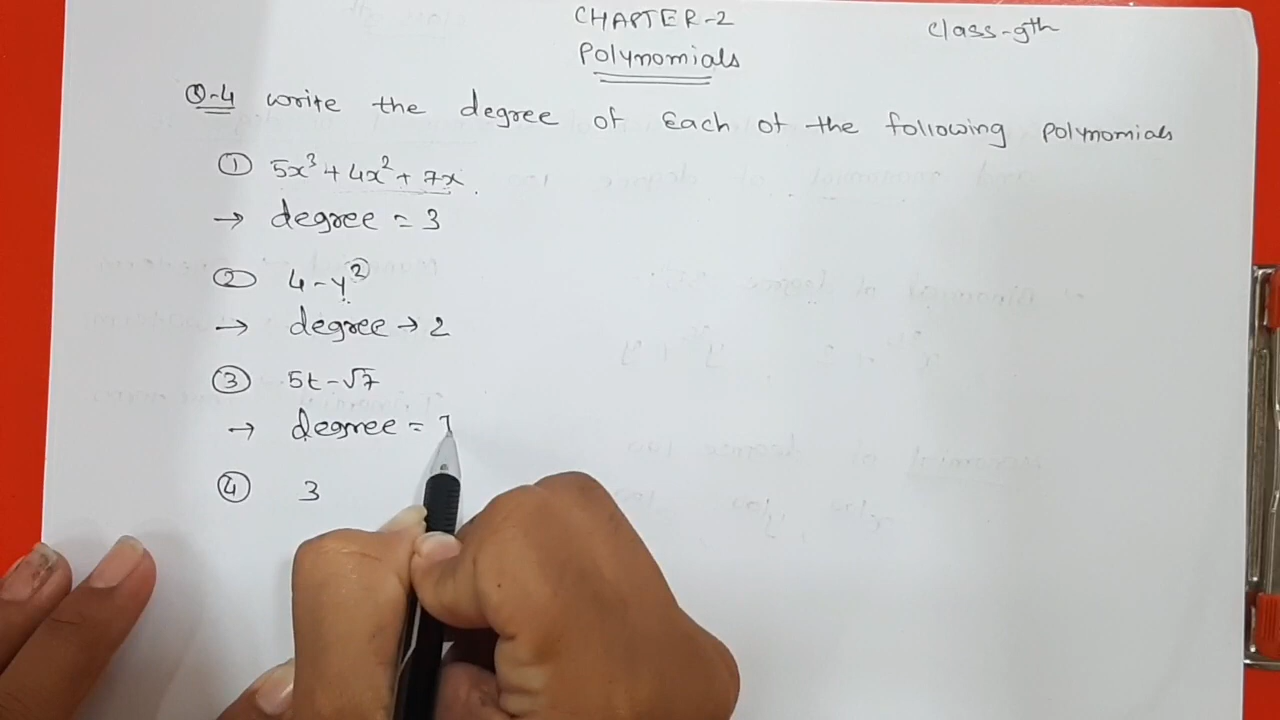 CHAPTER-2
Class-9th
Polynomials
Q-4 write the degree of Each of the following polynomials
① 5x³ + 4x² + 7x.
→ degree = 3
② 4 - y²
→ degree → 2
③ 5t - √7
→ degree = 1
④ 3